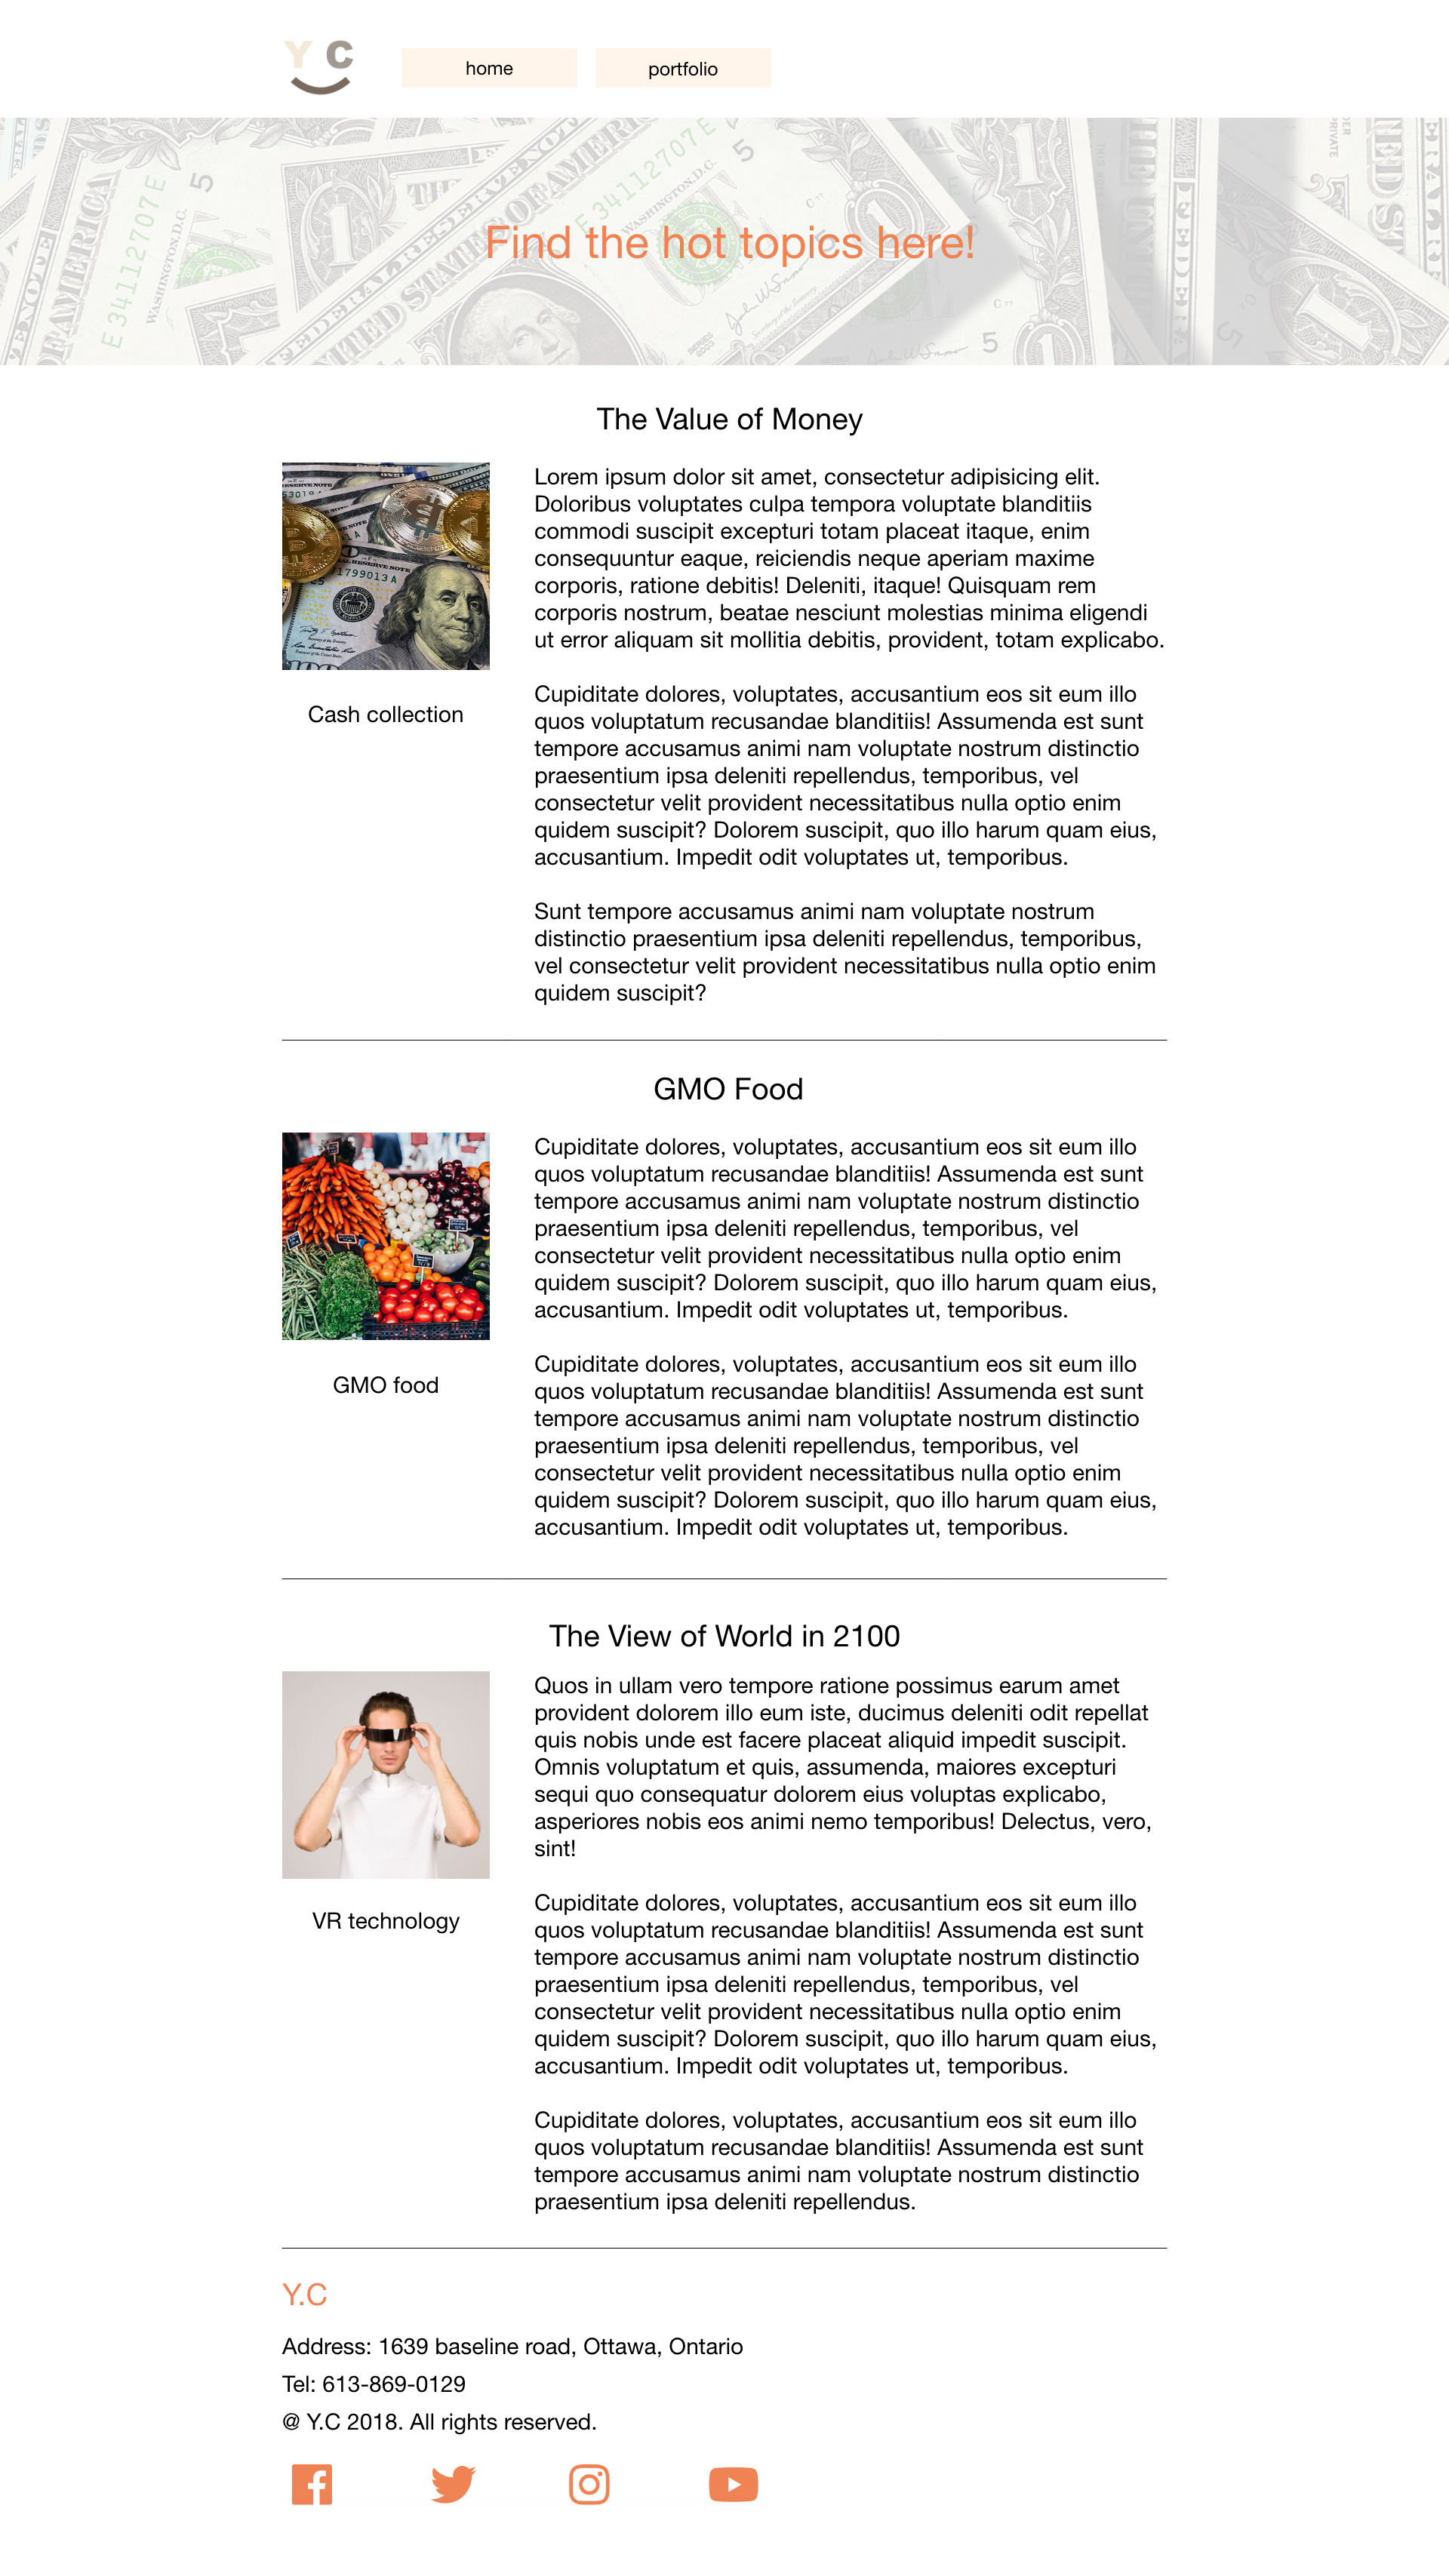 Y C
home
portfolio
Find the hot topics here!
The Value of Money
Lorem ipsum dolor sit amet, consectetur adipisicing elit.
Doloribus voluptates culpa tempora voluptate blanditiis
commodi suscipit excepturi totam placeat itaque, enim
consequuntur eaque, reiciendis neque aperiam maxime
corporis, ratione debitis! Deleniti, itaque! Quisquam rem
corporis nostrum, beatae nesciunt molestias minima eligendi
ut error aliquam sit mollitia debitis, provident, totam explicabo.
Cash collection
Cupiditate dolores, voluptates, accusantium eos sit eum illo
quos voluptatum recusandae blanditiis! Assumenda est sunt
tempore accusamus animi nam voluptate nostrum distinctio
praesentium ipsa deleniti repellendus, temporibus, vel
consectetur velit provident necessitatibus nulla optio enim
quidem suscipit? Dolorem suscipit, quo illo harum quam eius,
accusantium. Impedit odit voluptates ut, temporibus.
Sunt tempore accusamus animi nam voluptate nostrum
distinctio praesentium ipsa deleniti repellendus, temporibus,
vel consectetur velit provident necessitatibus nulla optio enim
quidem suscipit?
GMO Food
Cupiditate dolores, voluptates, accusantium eos sit eum illo
quos voluptatum recusandae blanditiis! Assumenda est sunt
tempore accusamus animi nam voluptate nostrum distinctio
praesentium ipsa deleniti repellendus, temporibus, vel
consectetur velit provident necessitatibus nulla optio enim
quidem suscipit? Dolorem suscipit, quo illo harum quam eius,
accusantium. Impedit odit voluptates ut, temporibus.
GMO food
Cupiditate dolores, voluptates, accusantium eos sit eum illo
quos voluptatum recusandae blanditiis! Assumenda est sunt
tempore accusamus animi nam voluptate nostrum distinctio
praesentium ipsa deleniti repellendus, temporibus, vel
consectetur velit provident necessitatibus nulla optio enim
quidem suscipit? Dolorem suscipit, quo illo harum quam eius,
accusantium. Impedit odit voluptates ut, temporibus.
The View of World in 2100
Quos in ullam vero tempore ratione possimus earum amet
provident dolorem illo eum iste, ducimus deleniti odit repellat
quis nobis unde est facere placeat aliquid impedit suscipit.
Omnis voluptatum et quis, assumenda, maiores excepturi
sequi quo consequatur dolorem eius voluptas explicabo,
asperiores nobis eos animi nemo temporibus! Delectus, vero,
sint!
VR technology
Cupiditate dolores, voluptates, accusantium eos sit eum illo
quos voluptatum recusandae blanditiis! Assumenda est sunt
tempore accusamus animi nam voluptate nostrum distinctio
praesentium ipsa deleniti repellendus, temporibus, vel
consectetur velit provident necessitatibus nulla optio enim
quidem suscipit? Dolorem suscipit, quo illo harum quam eius,
accusantium. Impedit odit voluptates ut, temporibus.
Cupiditate dolores, voluptates, accusantium eos sit eum illo
quos voluptatum recusandae blanditiis! Assumenda est sunt
tempore accusamus animi nam voluptate nostrum distinctio
praesentium ipsa deleniti repellendus.
Y.C
Address: 1639 baseline road, Ottawa, Ontario
Tel: 613-869-0129
@ Y.C 2018. All rights reserved.